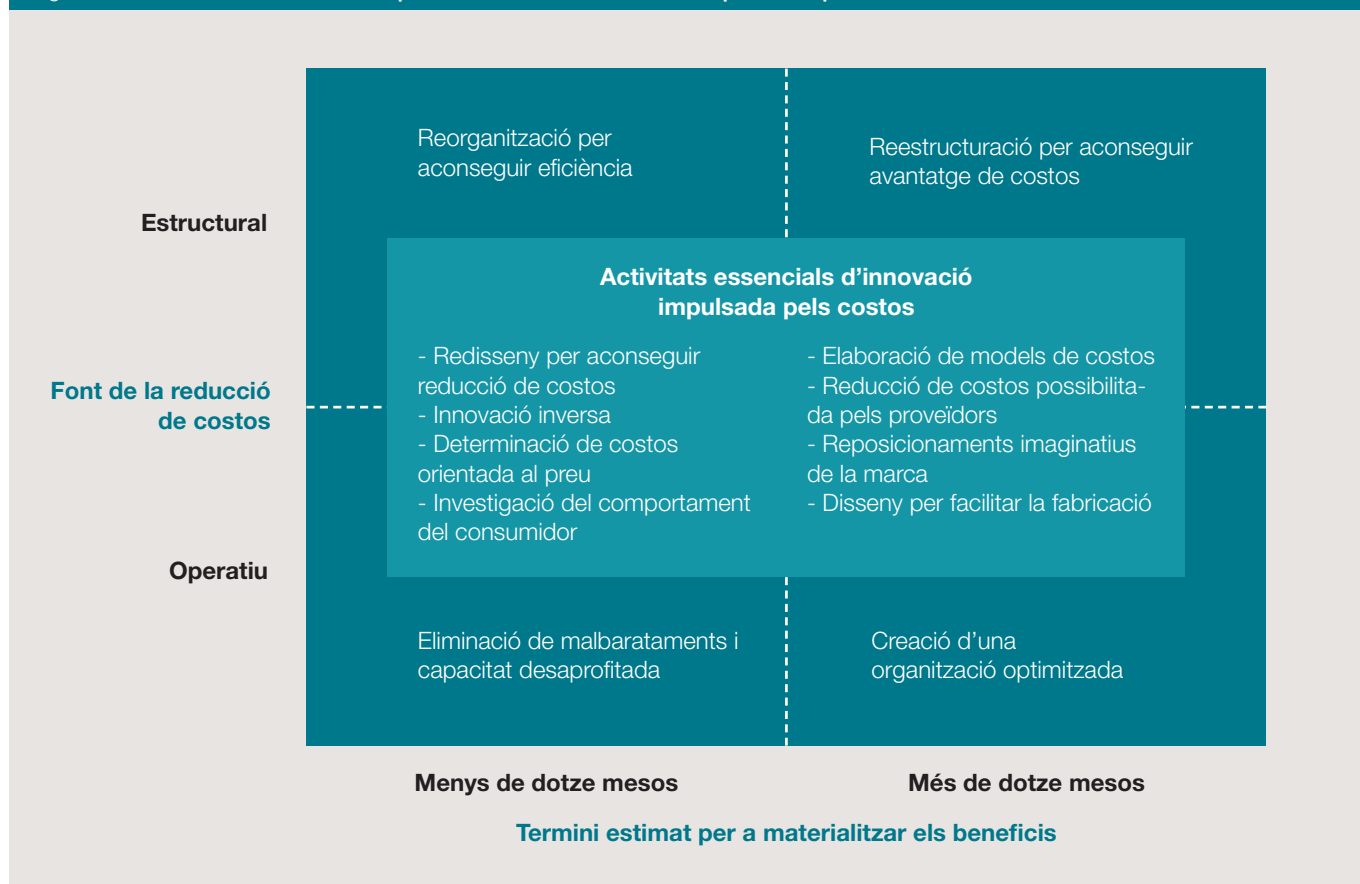 Reorganització per
aconseguir eficiència
Reestructuració per aconseguir
avantatge de costos
Estructural
Activitats essencials d’innovació
impulsada pels costos
- Redisseny per aconseguir
reducció de costos
- Innovació inversa
- Determinació de costos
orientada al preu
- Investigació del comportament
del consumidor
- Elaboració de models de costos
- Reducció de costos possibilita-
da pels proveïdors
- Reposicionaments imaginatius
de la marca
- Disseny per facilitar la fabricació
Font de la reducció
de costos
Operatiu
Eliminació de malbarataments i
capacitat desaprofitada
Creació d’una
organització optimitzada
Menys de dotze mesos
Més de dotze mesos
Termini estimat per a materialitzar els beneficis